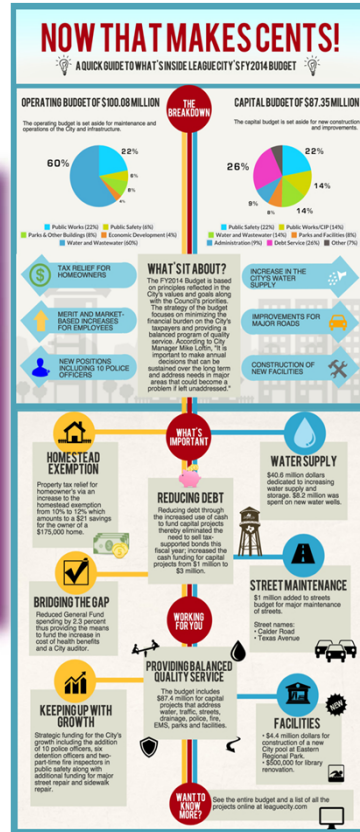 NOW THAT MAKES CENTS!
A QUICK GUIDE TO WHAT'S INSIDE LEAGUE CITY'S FY2014 BUDGET
OPERATING BUDGET OF $100.08 MILLION
The operating budget is set aside for maintenance and
operations of the City and infrastructure.
THE
BREAKDOWN
CAPITAL BUDGET OF $87.35 MILLION
The capital budget is set aside for new construction
and improvements.
60%
22%
6%
8%
4%
Public Works (22%) Public Safety (6%)
Parks & Other Buildings (8%) Economic Development (4%)
Water and Wastewater (60%)
26%
22%
14%
14%
8%
9%
Public Safety (22%) Public Works/CIP (14%)
Water and Wastewater (14%) Parks and Facilities (8%)
Administration (9%) Debt Service (26%) Other (7%)
TAX RELIEF FOR
HOMEOWNERS
MERIT AND MARKET-
BASED INCREASES
FOR EMPLOYEES
NEW POSITIONS
INCLUDING 10 POLICE
OFFICERS
WHAT'S IT ABOUT?
The FY2014 Budget is based
on principles reflected in the
City's values and goals along
with the Council's priorities.
The strategy of the budget
focuses on minimizing the
financial burden on the City's
taxpayers and providing a
balanced program of quality
service. According to City
Manager Mike Loftin, "It is
important to make annual
decisions that can be
sustained over the long term
and address needs in major
areas that could become a
problem if left unaddressed."
INCREASE IN THE
CITY'S WATER
SUPPLY
IMPROVEMENTS FOR
MAJOR ROADS
CONSTRUCTION OF
NEW FACILITIES
WHAT'S
IMPORTANT
HOMESTEAD
EXEMPTION
Property tax relief for
homeowner's via an
increase to the
homestead exemption
from 10% to 12% which
amounts to a $21 savings
for the owner of a
$175,000 home.
REDUCING DEBT
Reducing debt through
the increased use of cash
to fund capital projects
thereby eliminated the
need to sell tax-
supported bonds this
fiscal year; increased the
cash funding for capital
projects from $1 million to
$3 million.
WATER SUPPLY
$40.6 million dollars
dedicated to increasing
water supply and
storage. $8.2 million was
spent on new water wells.
BRIDGING THE GAP
Reduced General Fund
spending by 2.3 percent
thus providing the means
to fund the increase in
cost of health benefits
and a City auditor.
STREET MAINTENANCE
$1 million added to streets
budget for major maintenance
of streets.
Street names:
• Calder Road
• Texas Avenue
WORKING
FOR YOU
PROVIDING BALANCED
QUALITY SERVICE
The budget includes
$87.4 million for capital
projects that address
water, traffic, streets,
drainage, police, fire,
EMS, parks and facilities.
KEEPING UP WITH
GROWTH
Strategic funding for the City's
growth including the addition
of 10 police officers, six
detention officers and two-
part-time fire inspectors in
public safety along with
additional funding for major
street repair and sidewalk
repair.
NEW
FACILITIES
• $4.4 million dollars for
construction of a new
City pool at Eastern
Regional Park.
• $500,000 for library
renovation.
WANT TO
KNOW
MORE?
See the entire budget and a list of all the
projects online at leaguecity.com